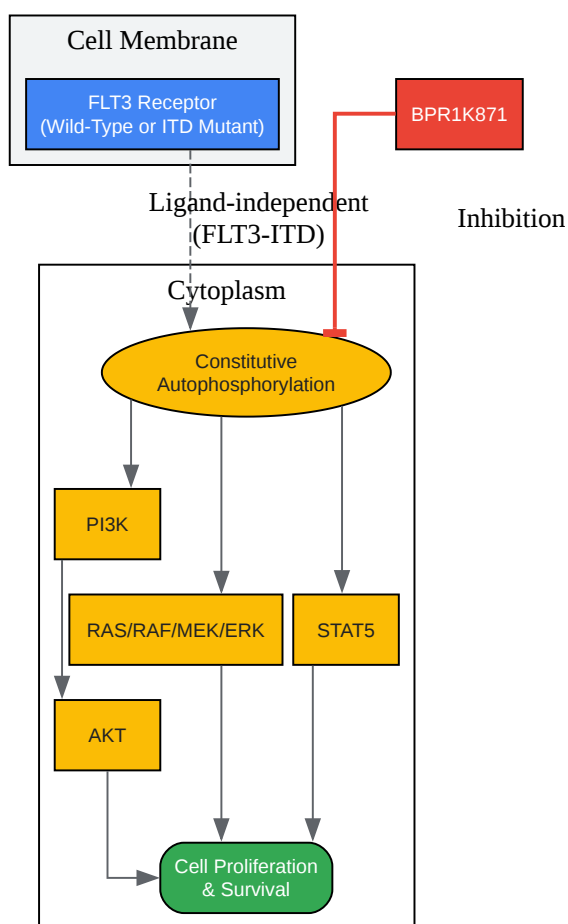 Cell Membrane
FLT3 Receptor
(Wild-Type or ITD Mutant)
BPR1K871
Ligand-independent
(FLT3-ITD)
Inhibition
Cytoplasm
Constitutive
Autophosphorylation
PI3K
RAS/RAF/MEK/ERK
STAT5
AKT
Cell Proliferation
& Survival